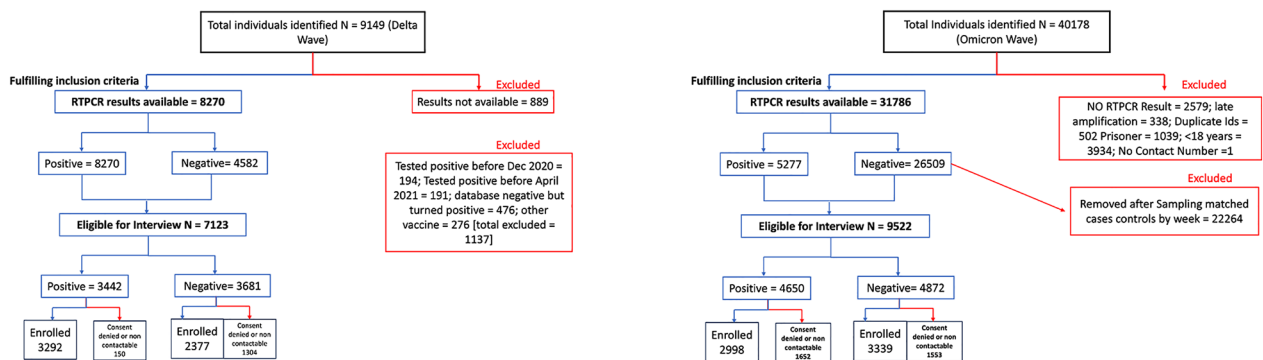 Total individuals identified N = 9149 (Delta
Wave)
Fulfilling inclusion criteria
Excluded
RTPCR results available = 8270
Results not available = 889
Positive = 8270
Negative= 4582
Excluded
Tested positive before Dec 2020 =
194; Tested positive before April
2021 = 191; database negative but
turned positive = 476; other
vaccine = 276 [total excluded =
1137]
Eligible for Interview N = 7123
Positive = 3442
Negative= 3681
Enrolled
3292
Consent
denied or non
contactable
150
Enrolled
2377
Consent
denied or non
contactable
1304
Total Individuals identified N = 40178
(Omicron Wave)
Fulfilling inclusion criteria
Excluded
RTPCR results available = 31786
NO RTPCR Result = 2579; late
amplification = 338; Duplicate Ids =
502 Prisoner = 1039; <18 years =
3934; No Contact Number =1
Positive = 5277
Negative= 26509
Excluded
Removed after Sampling matched
cases controls by week = 22264
Eligible for Interview N = 9522
Positive = 4650
Negative = 4872
Enrolled
2998
Consent
denied or non
contactable
1652
Enrolled
3339
Consent
denied or non
contactable
1553